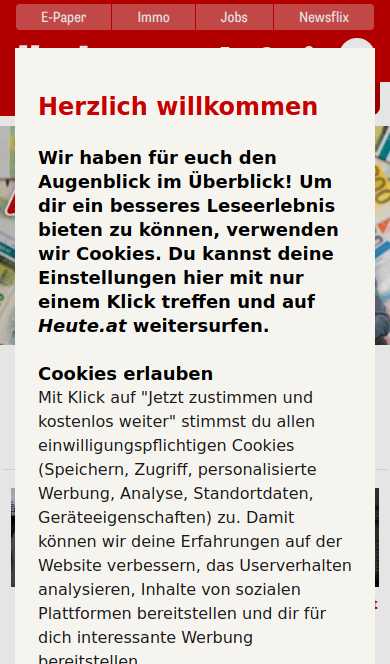 E-Paper
Immo
Jobs
Newsflix
Herzlich willkommen
Wir haben für euch den
Augenblick im Überblick! Um
dir ein besseres Leseerlebnis
bieten zu können, verwenden
wir Cookies. Du kannst deine
Einstellungen hier mit nur
einem Klick treffen und auf
Heute.at weitersurfen.
Cookies erlauben
Mit Klick auf "Jetzt zustimmen und
kostenlos weiter" stimmst du allen
einwilligungspflichtigen Cookies
(Speichern, Zugriff, personalisierte
Werbung, Analyse, Standortdaten,
Geräteeigenschaften) zu. Damit
können wir deine Erfahrungen auf der
Website verbessern, das Userverhalten
analysieren, Inhalte von sozialen
Plattformen bereitstellen und dir für
dich interessante Werbung
bereitstellen